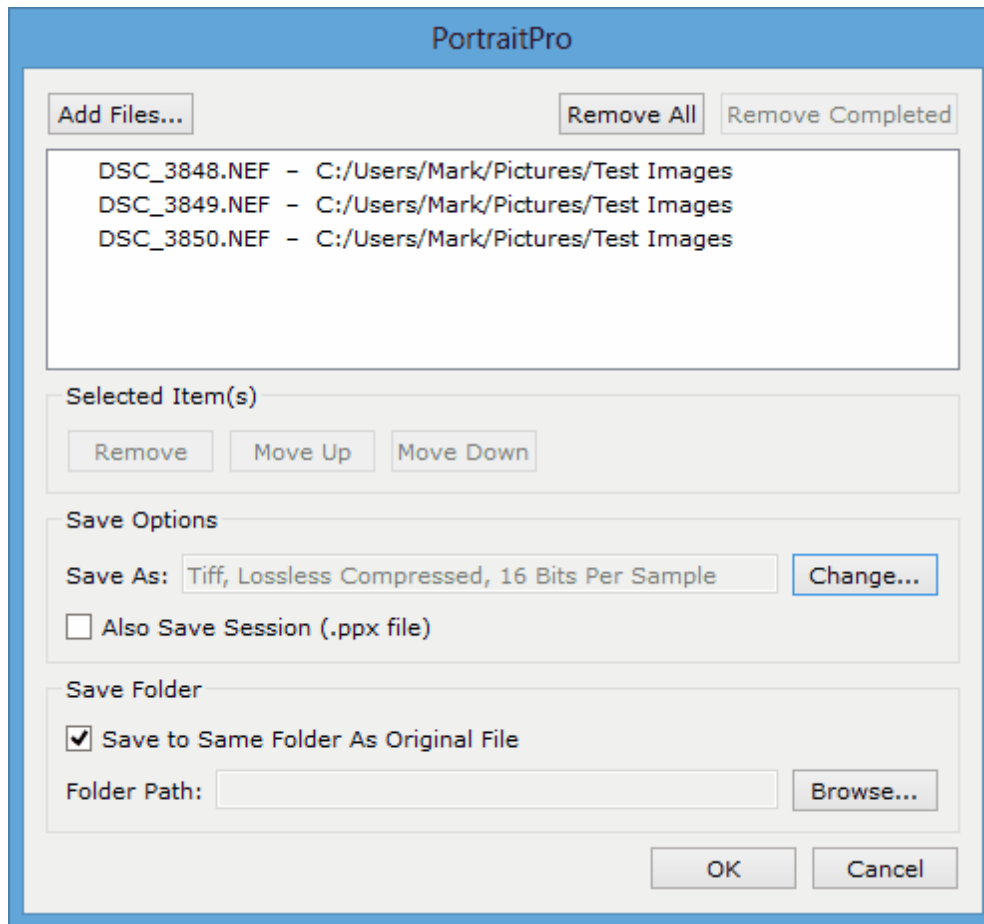 PortraitPro
Add Files... Remove All Remove Completed
DSC_3848.NEF – C:/Users/Mark/Pictures/Test Images
DSC_3849.NEF – C:/Users/Mark/Pictures/Test Images
DSC_3850.NEF – C:/Users/Mark/Pictures/Test Images
Selected Item(s)
Remove Move Up Move Down
Save Options
Save As: Tiff, Lossless Compressed, 16 Bits Per Sample Change...
Also Save Session (.ppx file)
Save Folder
Save to Same Folder As Original File
Folder Path: Browse...
OK Cancel